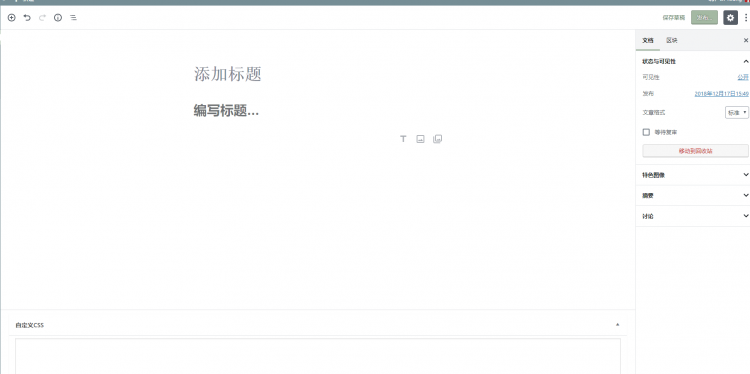 保存草稿
发布...
文档 区块
添加标题
编写标题...
状态与可见性
可见性 公开
发布 2018年12月17日15:49
文章格式 标准
等待复审
移动到回收站
特色图像
摘要
讨论
自定义CSS